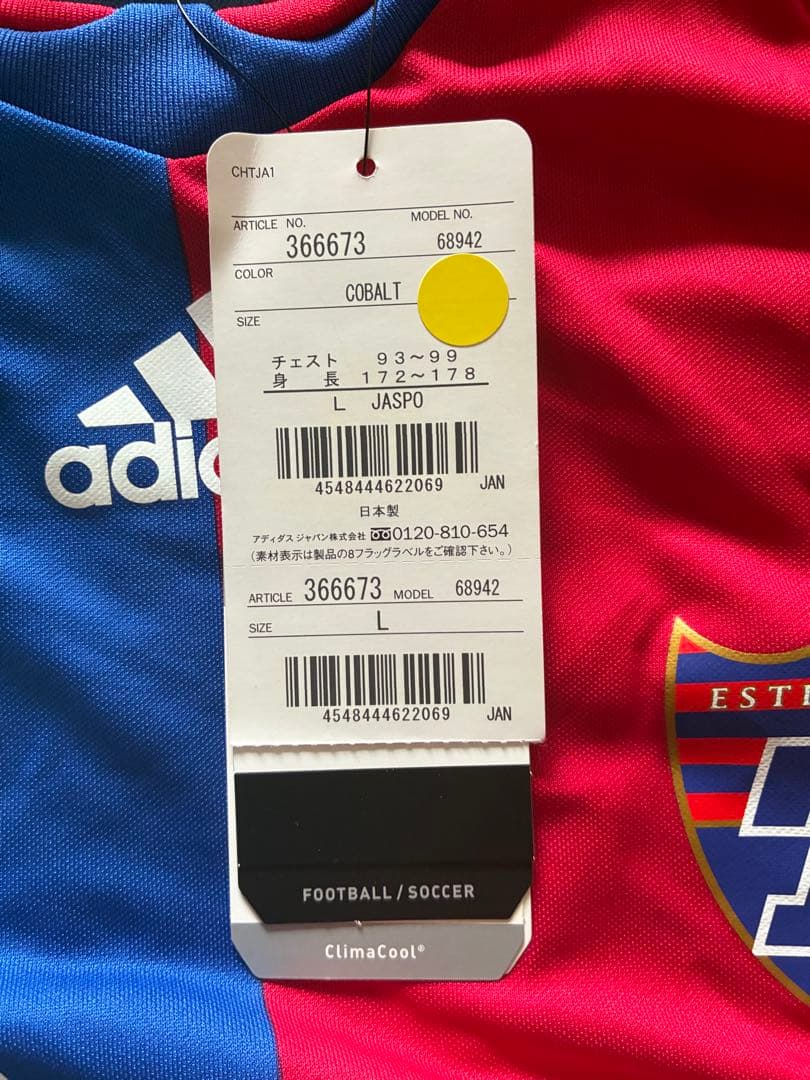 CHTJA1
ARTICLE NO. 366673 MODEL NO. 68942
COLOR COBALT
SIZE
チェスト 93～99
身 長 172～178
L JASPO
4548444622069 JAN
日本製
アディダス ジャパン株式会社 0120-810-654
(素材表示は製品の8フラッグラベルをご確認下さい。)
ARTICLE 366673 MODEL 68942
SIZE L
4548444622069 JAN
FOOTBALL/SOCCER
ClimaCool®
adid
EST